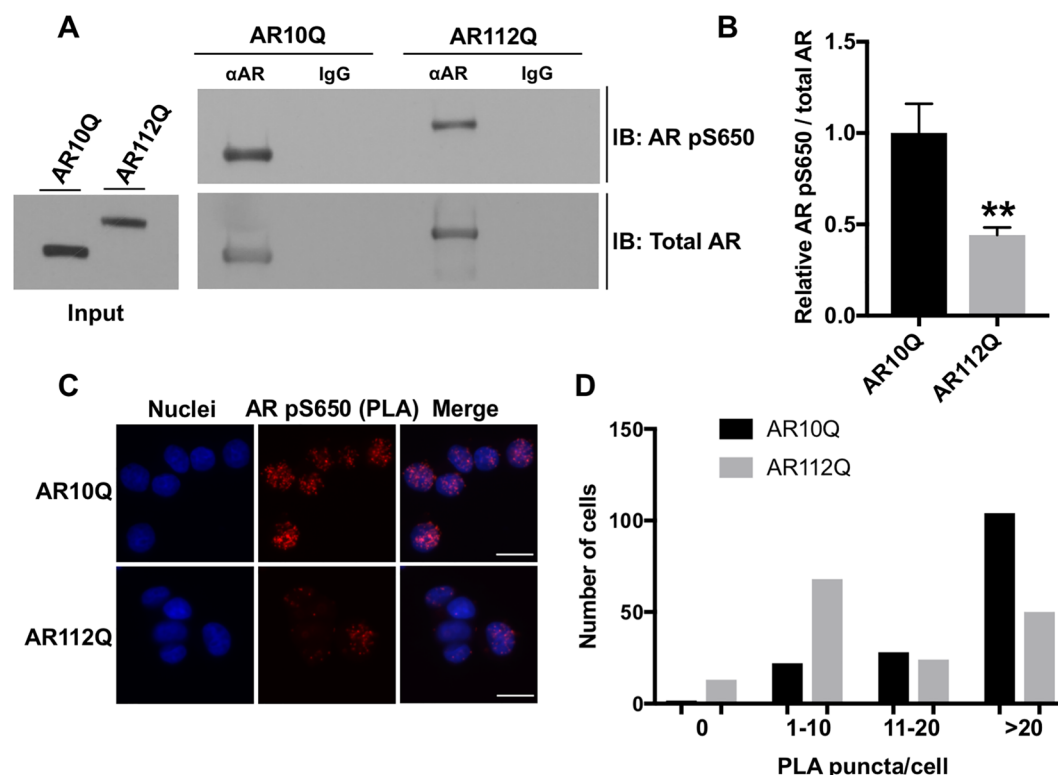 A
AR10Q
AR112Q
αAR
IgG
αAR
IgG
AR10Q
AR112Q
IB: AR pS650
IB: Total AR
Input
B
Relative AR pS650 / total AR
1.5
1.0
0.5
0.0
**
AR10Q
AR112Q
C
Nuclei
AR pS650 (PLA)
Merge
AR10Q
AR112Q
D
Number of cells
150
100
50
0
AR10Q
AR112Q
0
1-10
11-20
>20
PLA puncta/cell